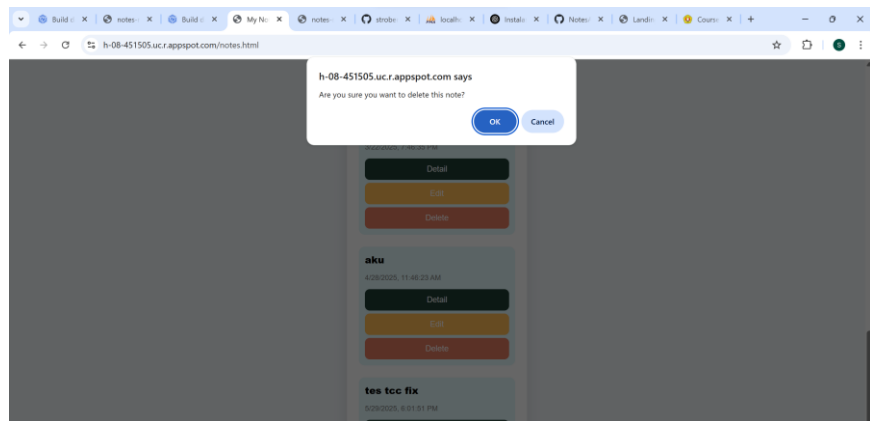 Build c
notes-
Build c
My No
notes-
strobe
localho
Instala
Notes
Landin
Course
h-08-451505.uc.r.appspot.com/notes.html
S
h-08-451505.uc.r.appspot.com says
Are you sure you want to delete this note?
OK
Cancel
Detail
Edit
Delete
aku
4/28/2025, 11:46:23 AM
Detail
Edit
Delete
tes tcc fix
5/29/2025, 6:01:51 PM